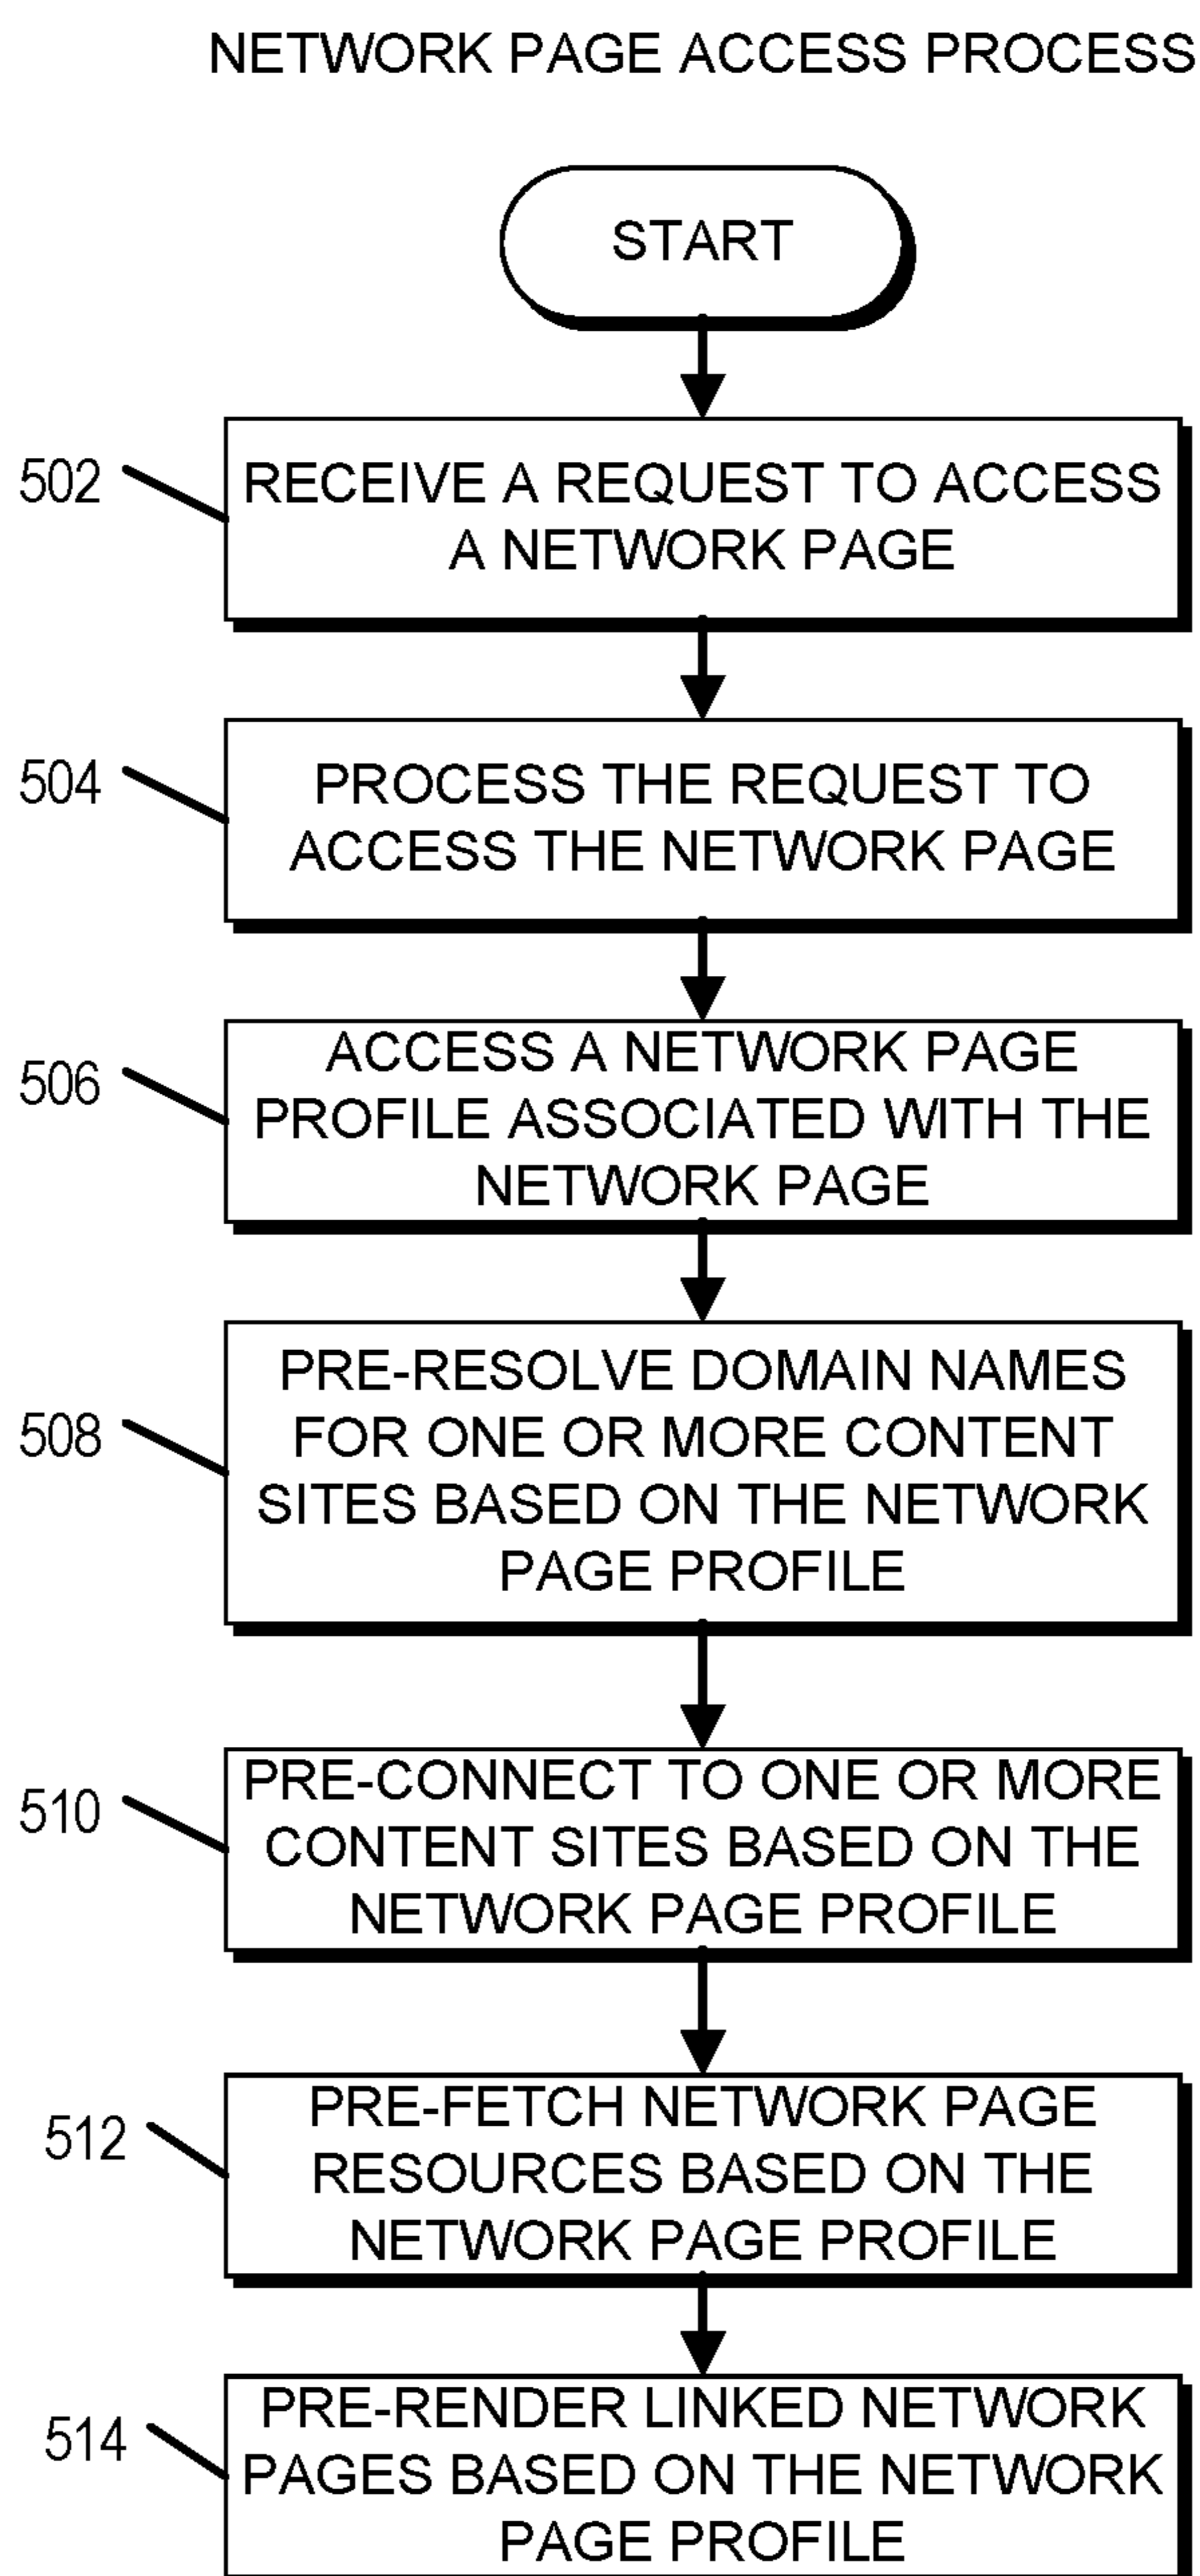 NETWORK PAGE ACCESS PROCESS
START
502
RECEIVE A REQUEST TO ACCESS
A NETWORK PAGE
504
PROCESS THE REQUEST TO
ACCESS THE NETWORK PAGE
506
ACCESS A NETWORK PAGE
PROFILE ASSOCIATED WITH THE
NETWORK PAGE
508
PRE-RESOLVE DOMAIN NAMES
FOR ONE OR MORE CONTENT
SITES BASED ON THE NETWORK
PAGE PROFILE
510
PRE-CONNECT TO ONE OR MORE
CONTENT SITES BASED ON THE
NETWORK PAGE PROFILE
512
PRE-FETCH NETWORK PAGE
RESOURCES BASED ON THE
NETWORK PAGE PROFILE
514
PRE-RENDER LINKED NETWORK
PAGES BASED ON THE NETWORK
PAGE PROFILE